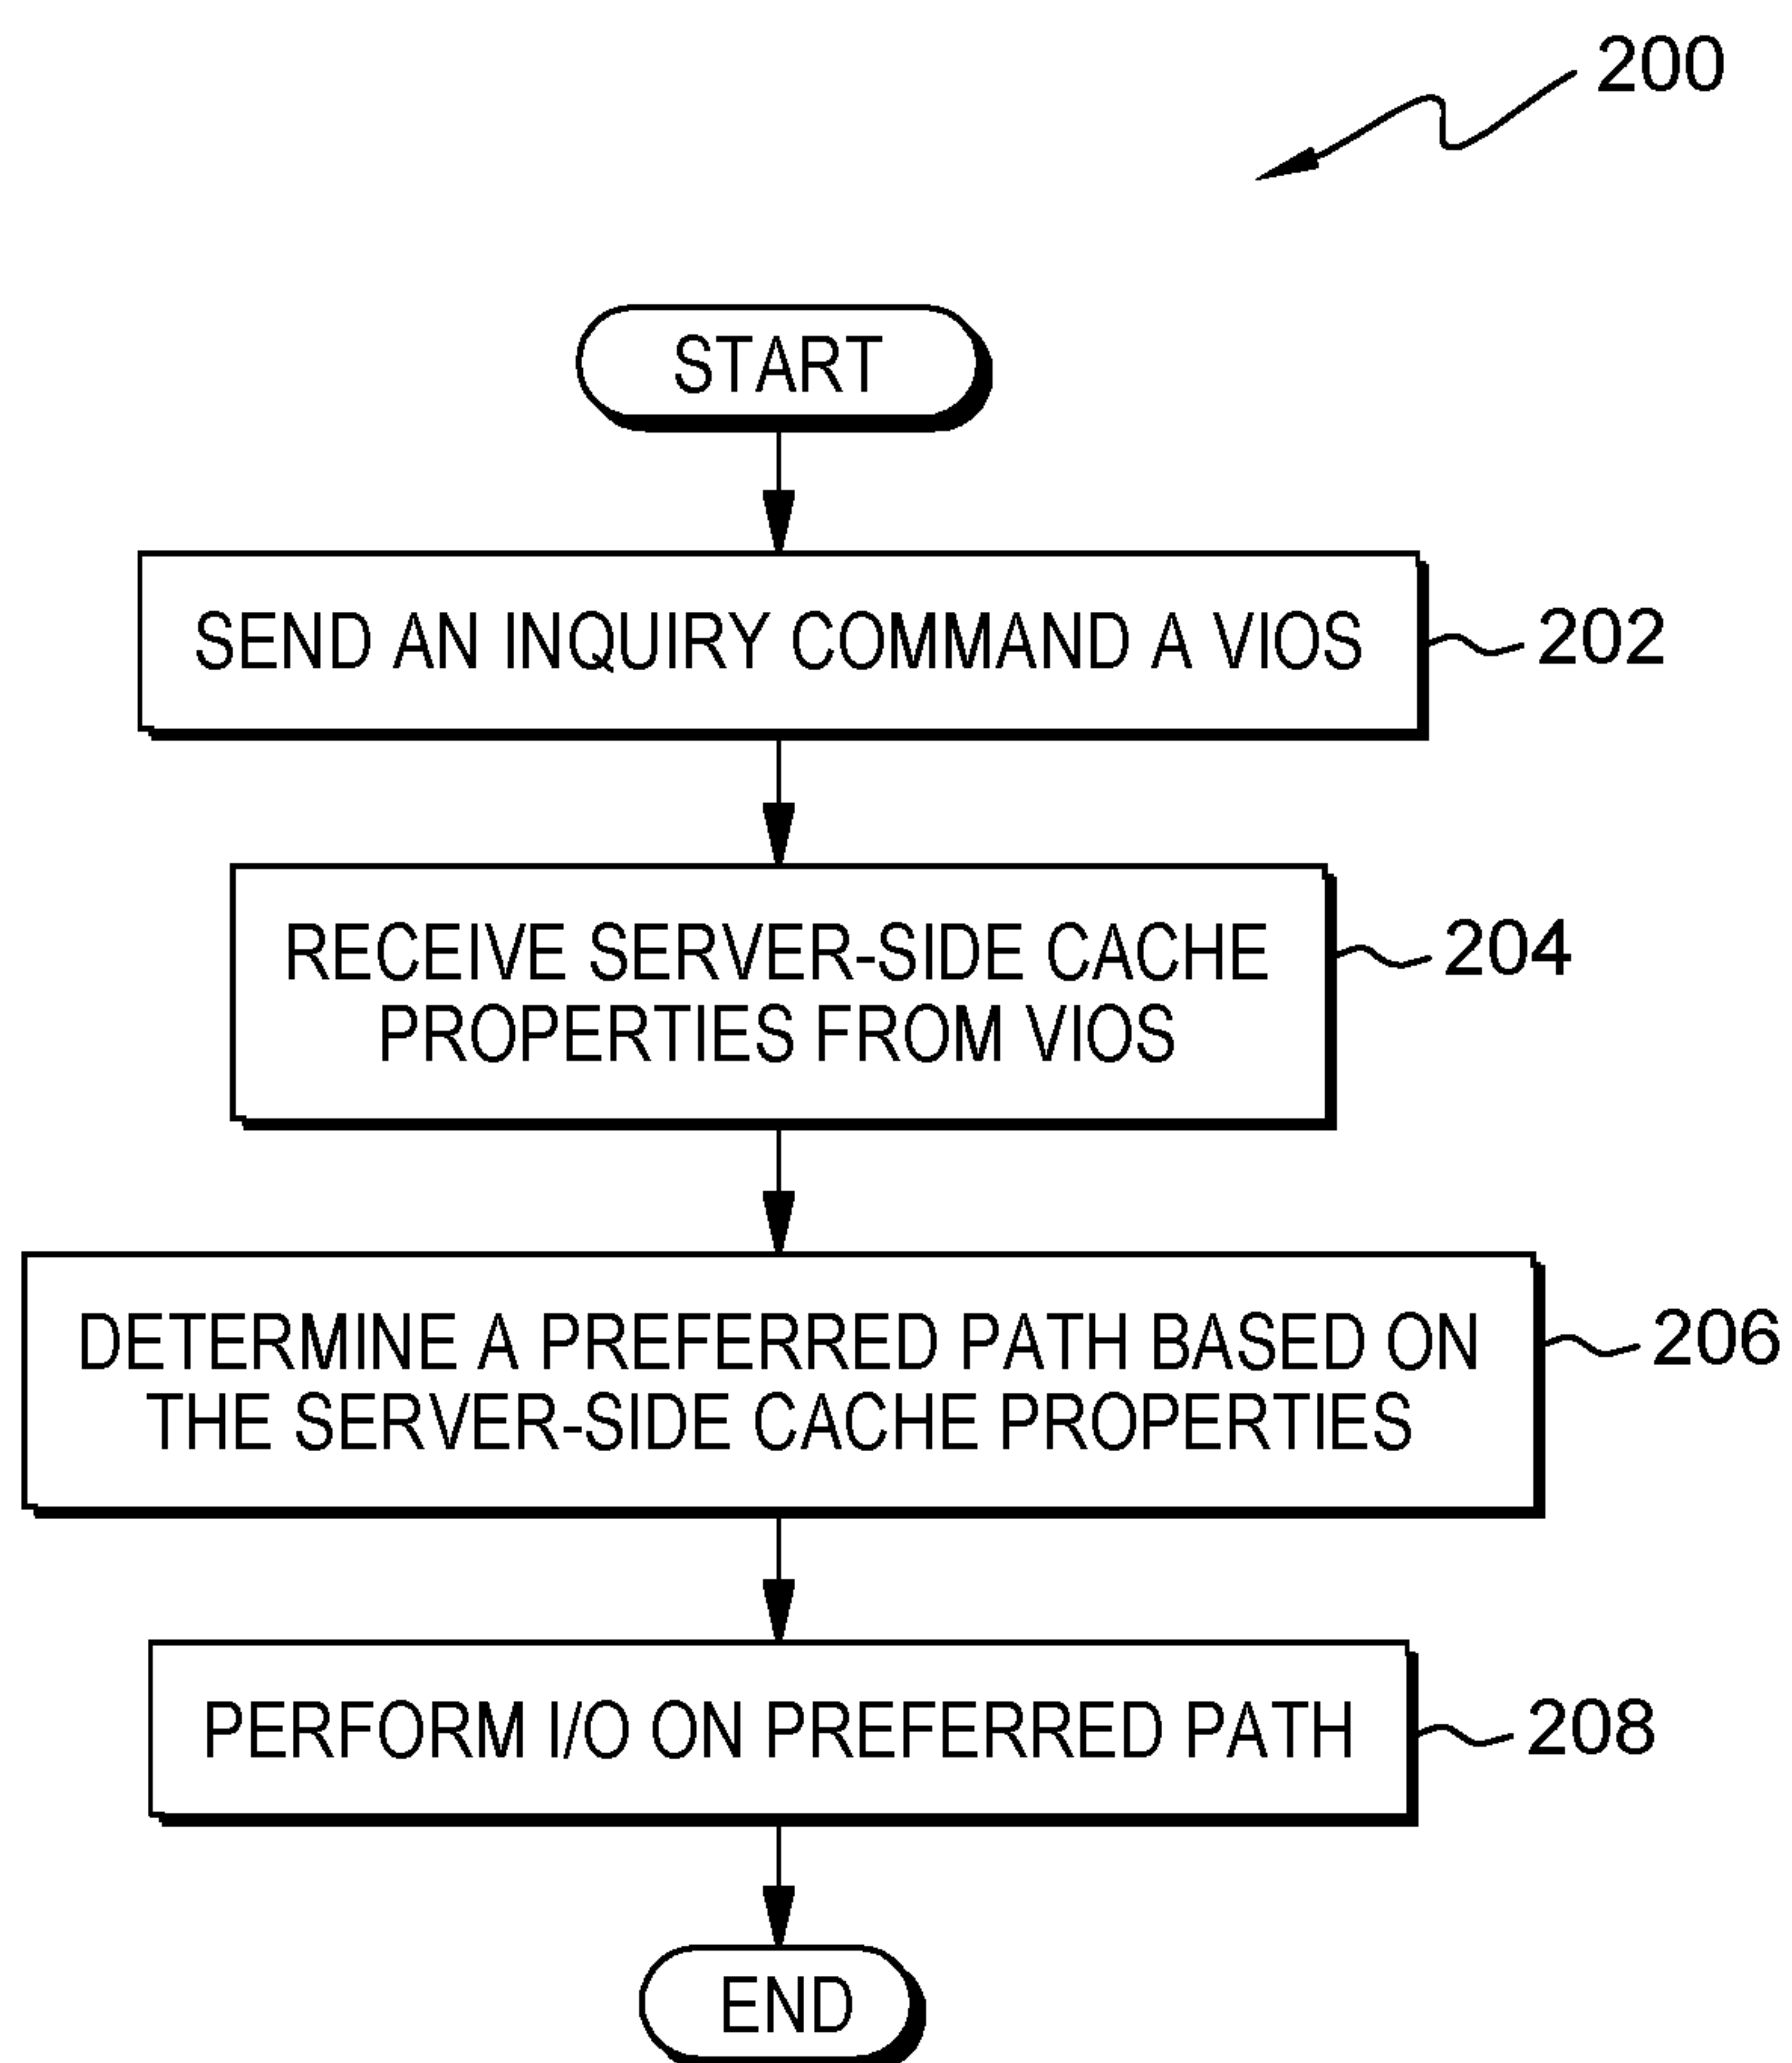 200
START
SEND AN INQUIRY COMMAND A VIOS
202
RECEIVE SERVER-SIDE CACHE
PROPERTIES FROM VIOS
204
DETERMINE A PREFERRED PATH BASED ON
THE SERVER-SIDE CACHE PROPERTIES
206
PERFORM I/O ON PREFERRED PATH
208
END